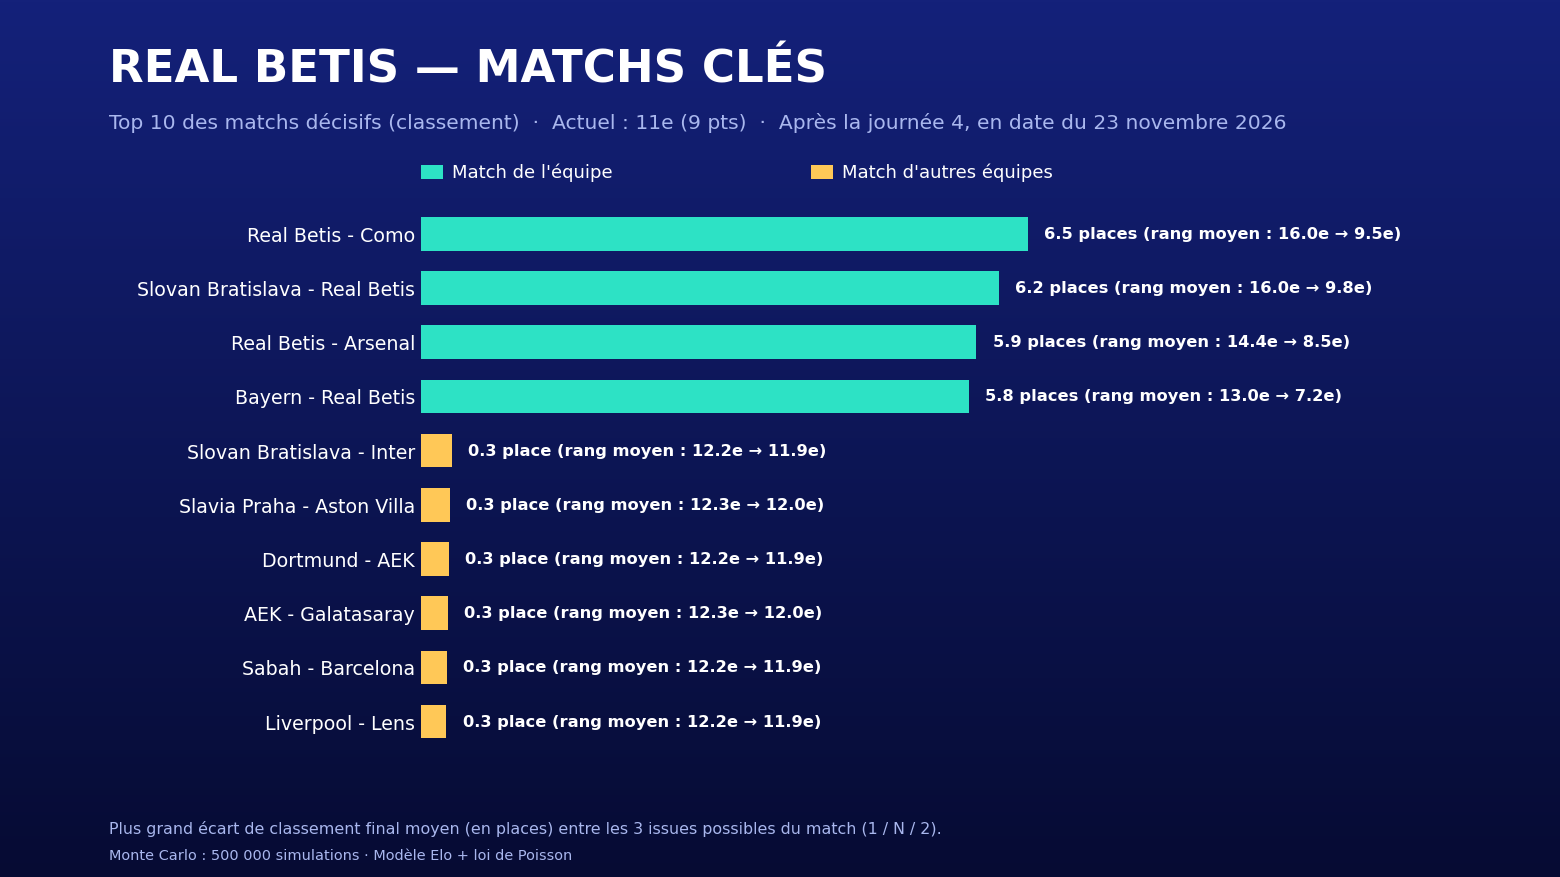 REAL BETIS — MATCHS CLÉS
Top 10 des matchs décisifs (classement)  ·  Actuel : 11e (9 pts)  ·  Après la journée 4, en date du 23 novembre 2026
Match de l'équipe
Match d'autres équipes
Real Betis - Como 6.5 places (rang moyen : 16.0e → 9.5e)
Slovan Bratislava - Real Betis 6.2 places (rang moyen : 16.0e → 9.8e)
Real Betis - Arsenal 5.9 places (rang moyen : 14.4e → 8.5e)
Bayern - Real Betis 5.8 places (rang moyen : 13.0e → 7.2e)
Slovan Bratislava - Inter 0.3 place (rang moyen : 12.2e → 11.9e)
Slavia Praha - Aston Villa 0.3 place (rang moyen : 12.3e → 12.0e)
Dortmund - AEK 0.3 place (rang moyen : 12.2e → 11.9e)
AEK - Galatasaray 0.3 place (rang moyen : 12.3e → 12.0e)
Sabah - Barcelona 0.3 place (rang moyen : 12.2e → 11.9e)
Liverpool - Lens 0.3 place (rang moyen : 12.2e → 11.9e)
Plus grand écart de classement final moyen (en places) entre les 3 issues possibles du match (1 / N / 2).
Monte Carlo : 500 000 simulations · Modèle Elo + loi de Poisson